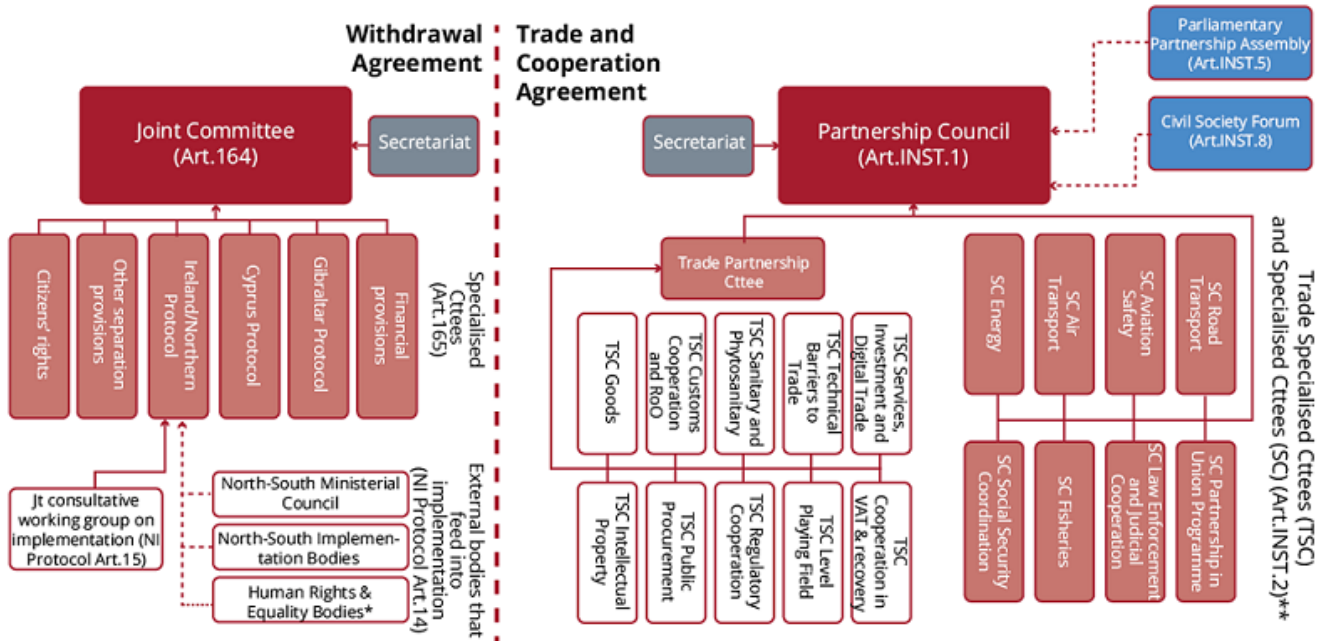 Withdrawal
Agreement
Joint Committee
(Art.164)
Secretariat
Citizens' rights
Other separation
provisions
Ireland/Northern
Protocol
Cyprus Protocol
Gibraltar Protocol
Financial
provisions
Specialised
Cttees
(Art.165)
Jt consultative
working group on
implementation (NI
Protocol Art.15)
North-South Ministerial
Council
North-South Implemen-
tation Bodies
Human Rights &
Equality Bodies*
External bodies that
feed into
implementation
(NI Protocol Art.14)
Trade and
Cooperation
Agreement
Secretariat
Partnership Council
(Art.INST.1)
Parliamentary
Partnership Assembly
(Art.INST.5)
Civil Society Forum
(Art.INST.8)
Trade Partnership
Cttee
TSC Goods
TSC Customs
Cooperation
and RoO
TSC Sanitary and
Phytosanitary
TSC Technical
Barriers to
Trade
TSC Services,
Investment and
Digital Trade
TSC Intellectual
Property
TSC Public
Procurement
TSC Regulatory
Cooperation
TSC Level
Playing Field
TSC
Cooperation in
VAT & recovery
SC Energy
SC Air
Transport
SC Aviation
Safety
SC Road
Transport
SC Social Security
Coordination
SC Fisheries
SC Law Enforcement
and Judicial
Cooperation
SC Partnership in
Union Programme
Trade Specialised Cttees (TSC)
and Specialised Cttees (SC) (Art.INST.2)**